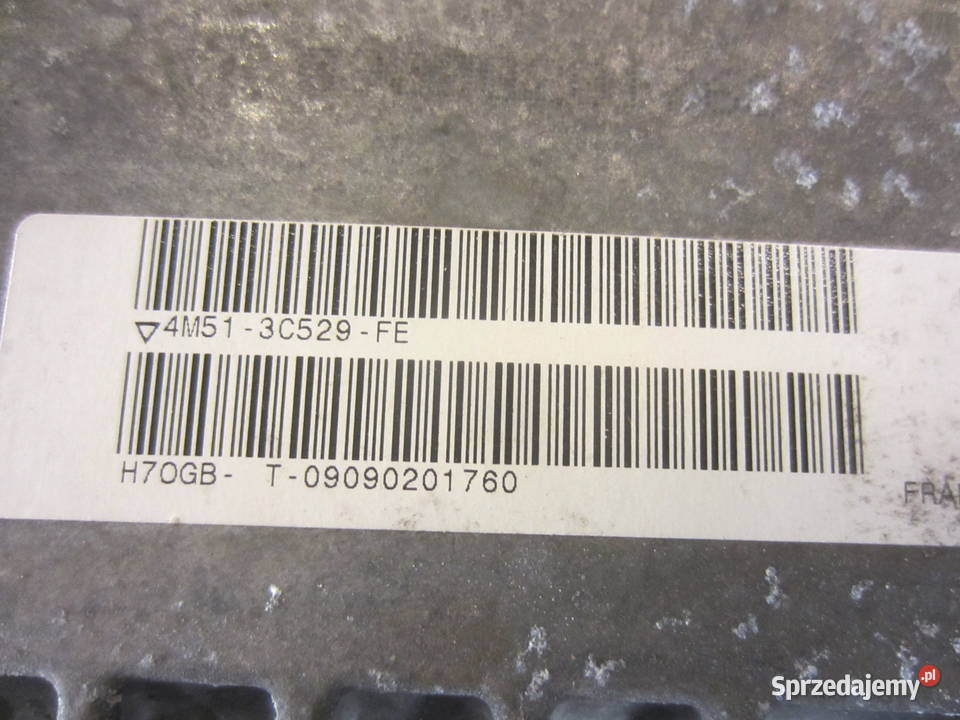 ▽4M51-3C529-FE
H7OGB- T-09090201760
Sprzedajemy.pl